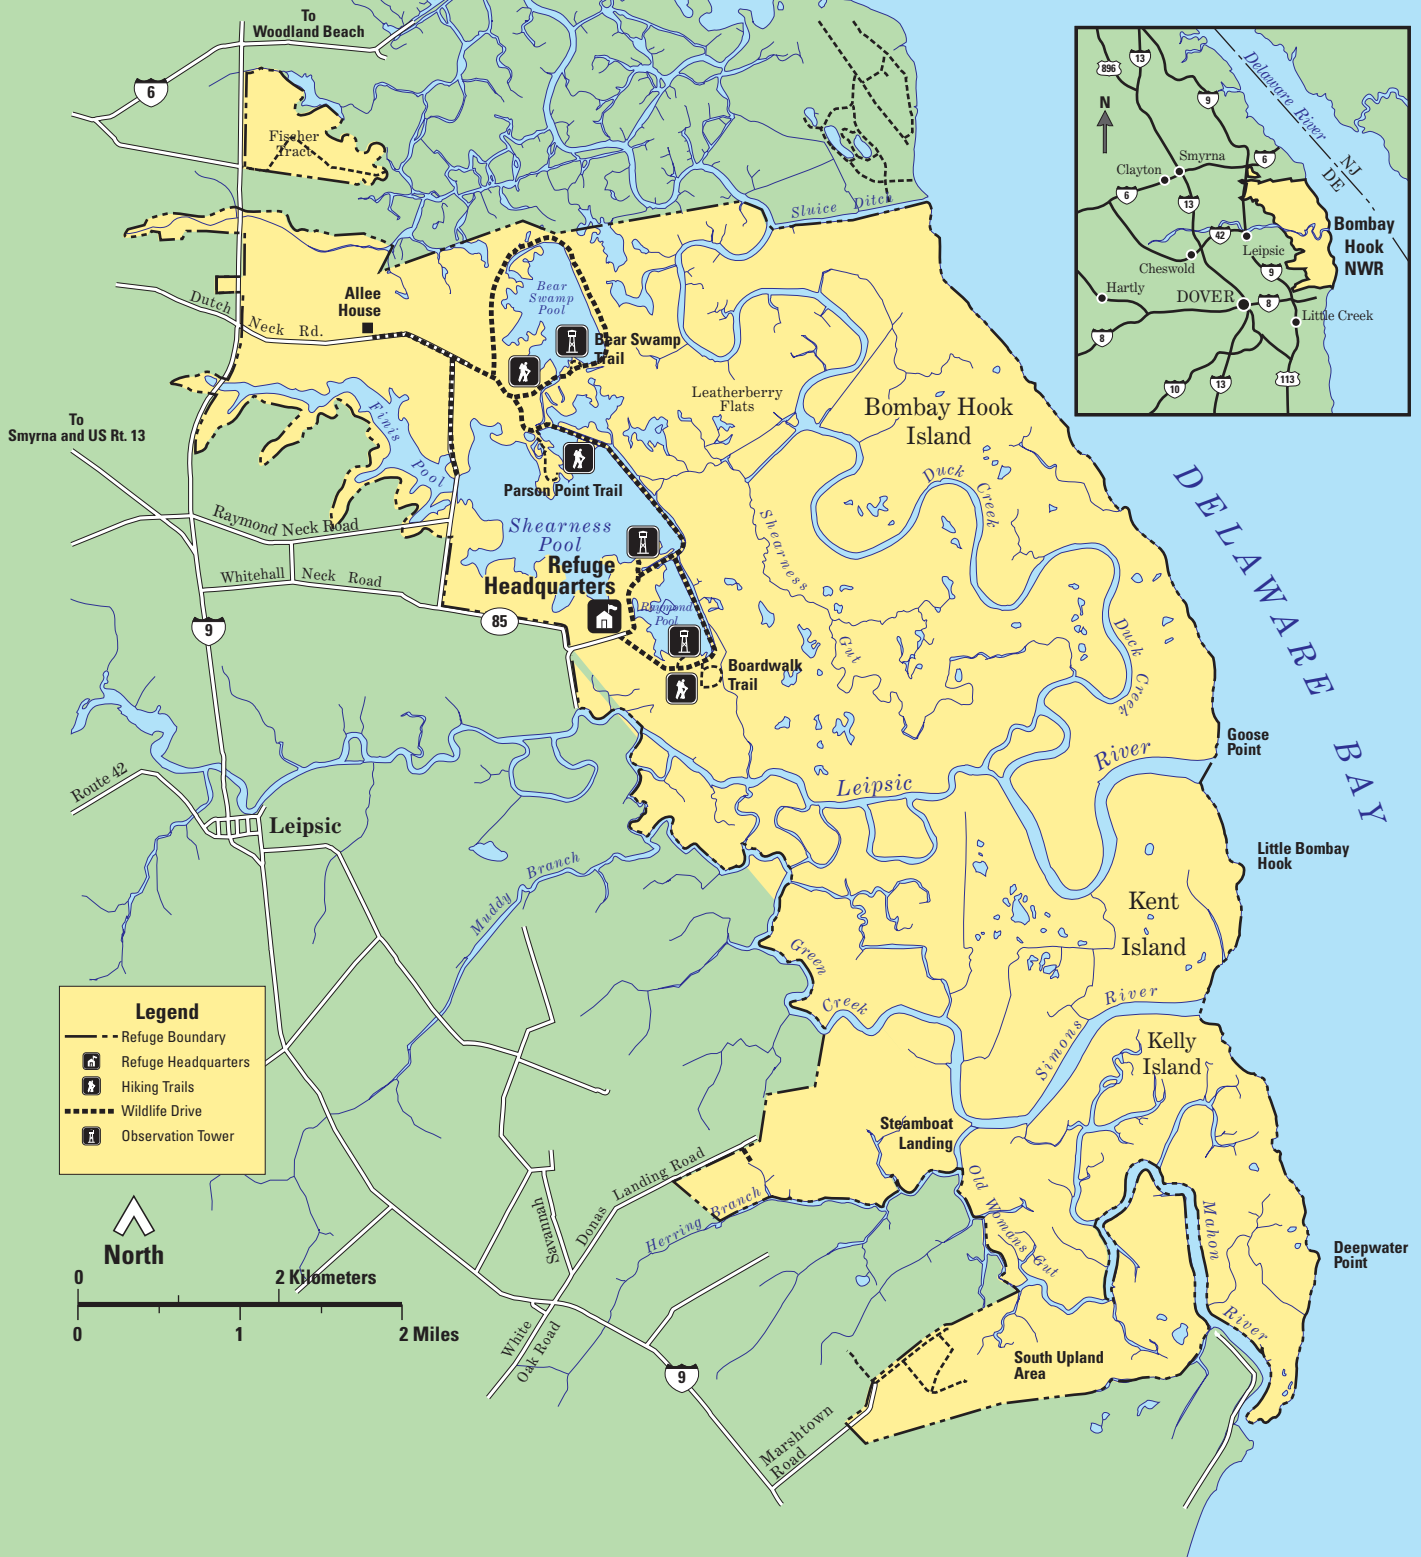 To
Woodland Beach
6
Fischer
Tract
Sluice Ditch
Allee
House
Dutch Neck Rd.
Bear
Swamp
Pool
Bear Swamp
Trail
Leatherberry
Flats
Bombay Hook
Island
To
Smyrna and US Rt. 13
Finis Pool
Parson Point Trail
Duck Creek
Raymond Neck Road
Shearness
Pool
Shearness Gut
Refuge
Headquarters
Whitehall Neck Road
Raymond
Pool
85
9
Boardwalk
Trail
Duck Creek
DELAWARE BAY
Goose
Point
River
Leipsic
Route 42
Leipsic
Little Bombay
Hook
Muddy Branch
Kent
Island
Green Creek
Simons River
Kelly
Island
Steamboat
Landing
Landing Road
Donas
Savannah
Herring Branch
Old Womans Gut
Mahon River
Deepwater
Point
White
Oak Road
South Upland
Area
9
Marshtown
Road
Legend
Refuge Boundary
Refuge Headquarters
Hiking Trails
Wildlife Drive
Observation Tower
North
0
2 Kilometers
0
1
2 Miles
896
13
Delaware River
9
N
NJ
DE
Smyrna
6
Clayton
6
13
Bombay
Hook
NWR
42
Leipsic
Cheswold
9
Hartly
DOVER
8
Little Creek
8
10
13
113